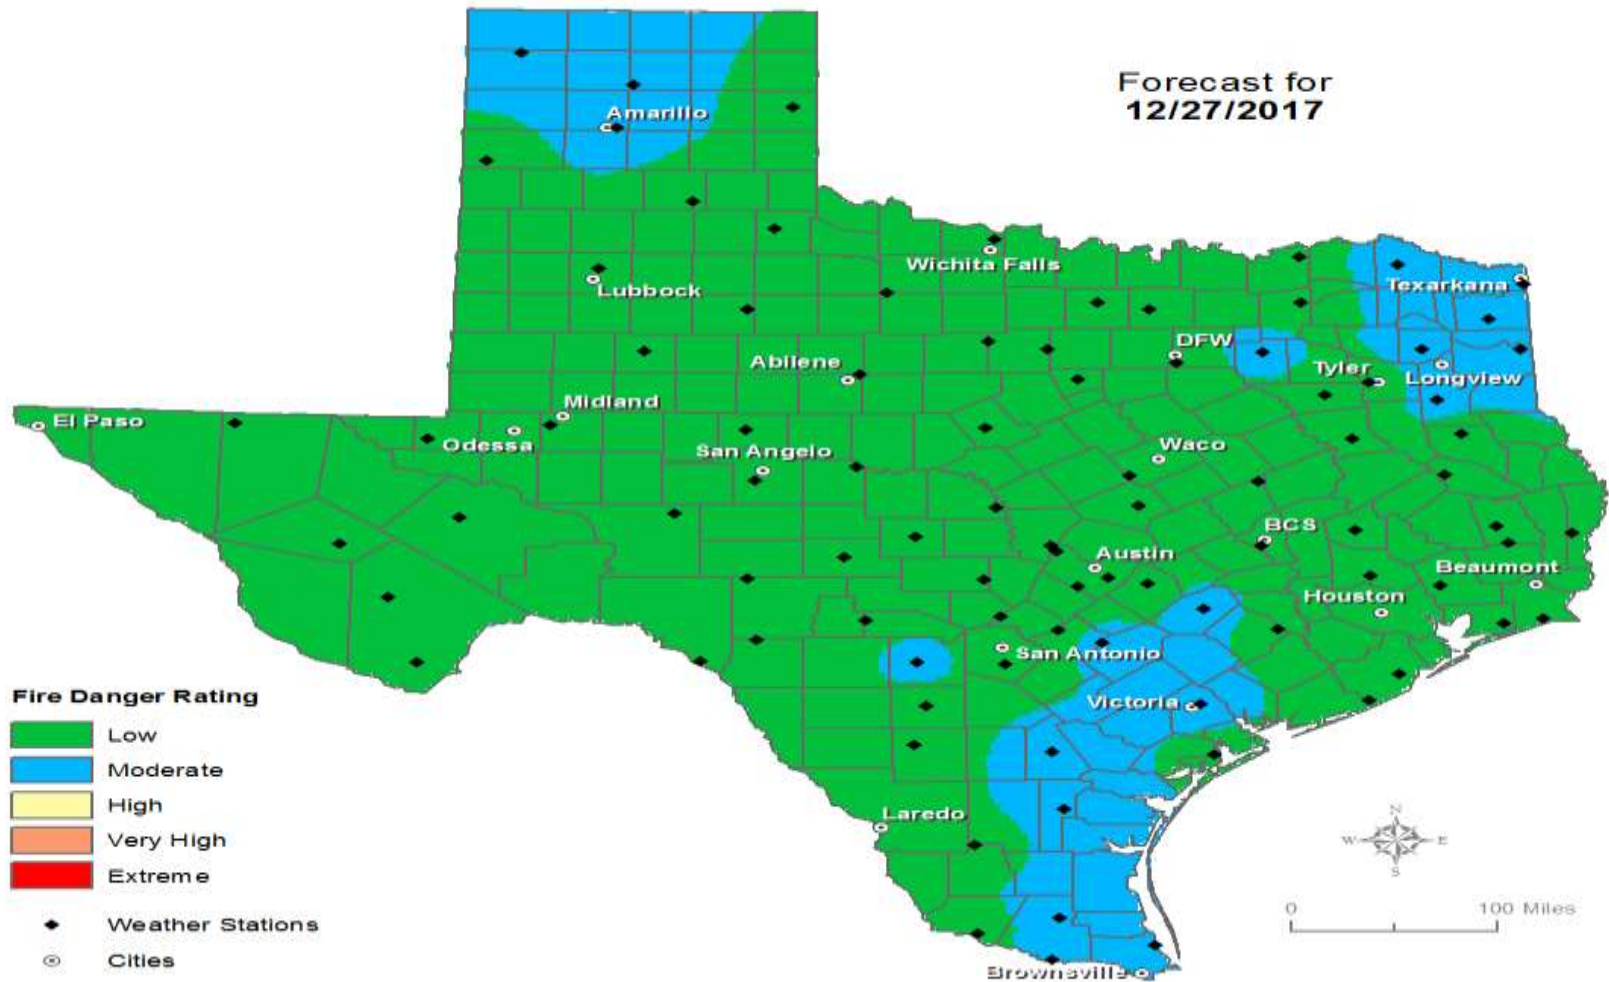 Forecast for
12/27/2017
Amarillo
Wichita Falls
Lubbock
Texarkana
DFW
Abilene
Tyler
Longview
Midland
El Paso
Odessa
San Angelo
Waco
BCS
Austin
Beaumont
Houston
San Antonio
Victoria
Laredo
Brownsville
Fire Danger Rating
Low
Moderate
High
Very High
Extreme
Weather Stations
Cities
N
W E
S
0 100 Miles